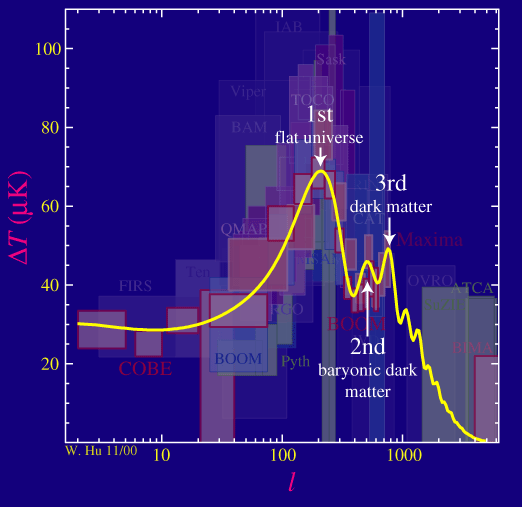 IAB
100
Sask
Viper
TOCO
1st
80
BAM
flat universe
3rd
dark matter
60
CAT
QMAP
Maxima
ΔT (μK)
SASK
Ten
40
FIRS
OVRO
ATCA
BOOM
2nd
COBE
BOOM
Pyth
BIMA
20
baryonic dark
matter
W. Hu 11/00
10
100
1000
l